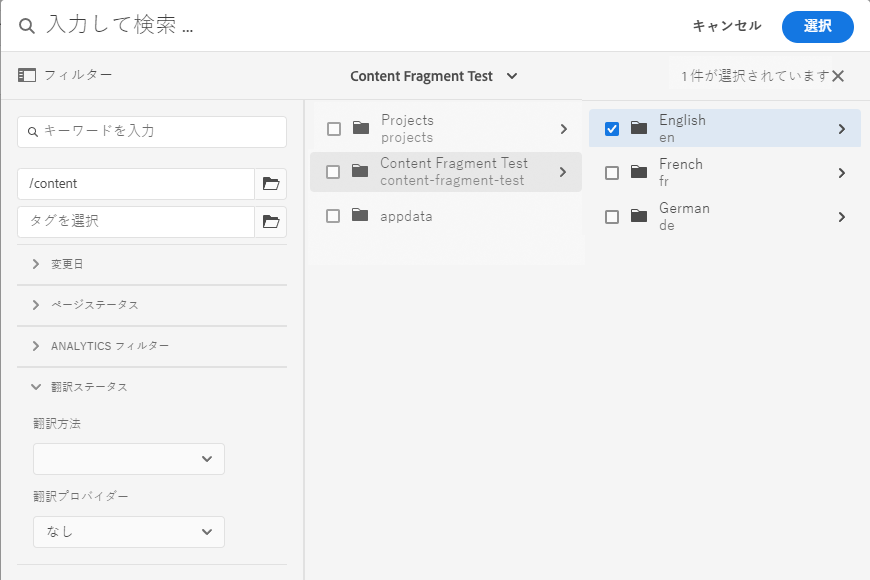 入力して検索 ...
キャンセル
選択
フィルター
Content Fragment Test
1 件が選択されています
キーワードを入力
/content
タグを選択
変更日
ページステータス
ANALYTICS フィルター
翻訳ステータス
翻訳方法
翻訳プロバイダー
なし
Projects
projects
Content Fragment Test
content-fragment-test
appdata
English
en
French
fr
German
de